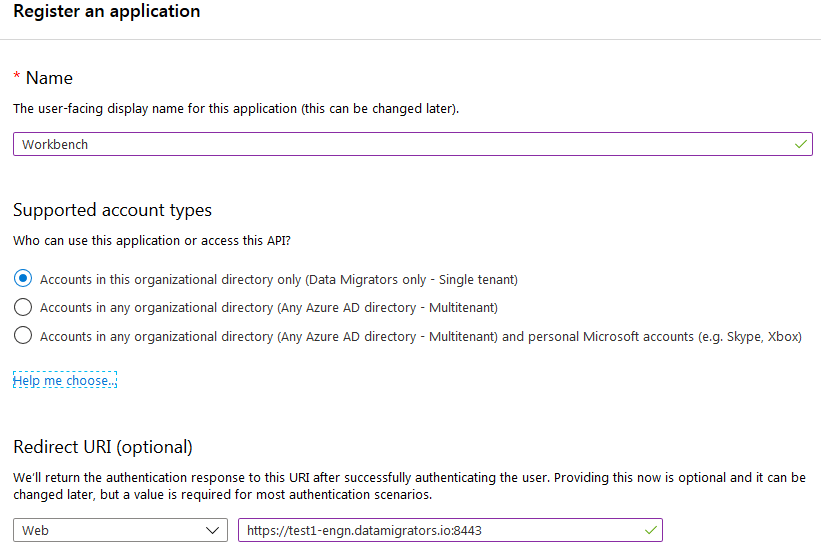 Register an application
* Name
The user-facing display name for this application (this can be changed later).
Workbench
Supported account types
Who can use this application or access this API?
Accounts in this organizational directory only (Data Migrators only - Single tenant)
Accounts in any organizational directory (Any Azure AD directory - Multitenant)
Accounts in any organizational directory (Any Azure AD directory - Multitenant) and personal Microsoft accounts (e.g. Skype, Xbox)
Help me choose...
Redirect URI (optional)
We'll return the authentication response to this URI after successfully authenticating the user. Providing this now is optional and it can be
changed later, but a value is required for most authentication scenarios.
Web https://test1-engn.datamigrators.io:8443